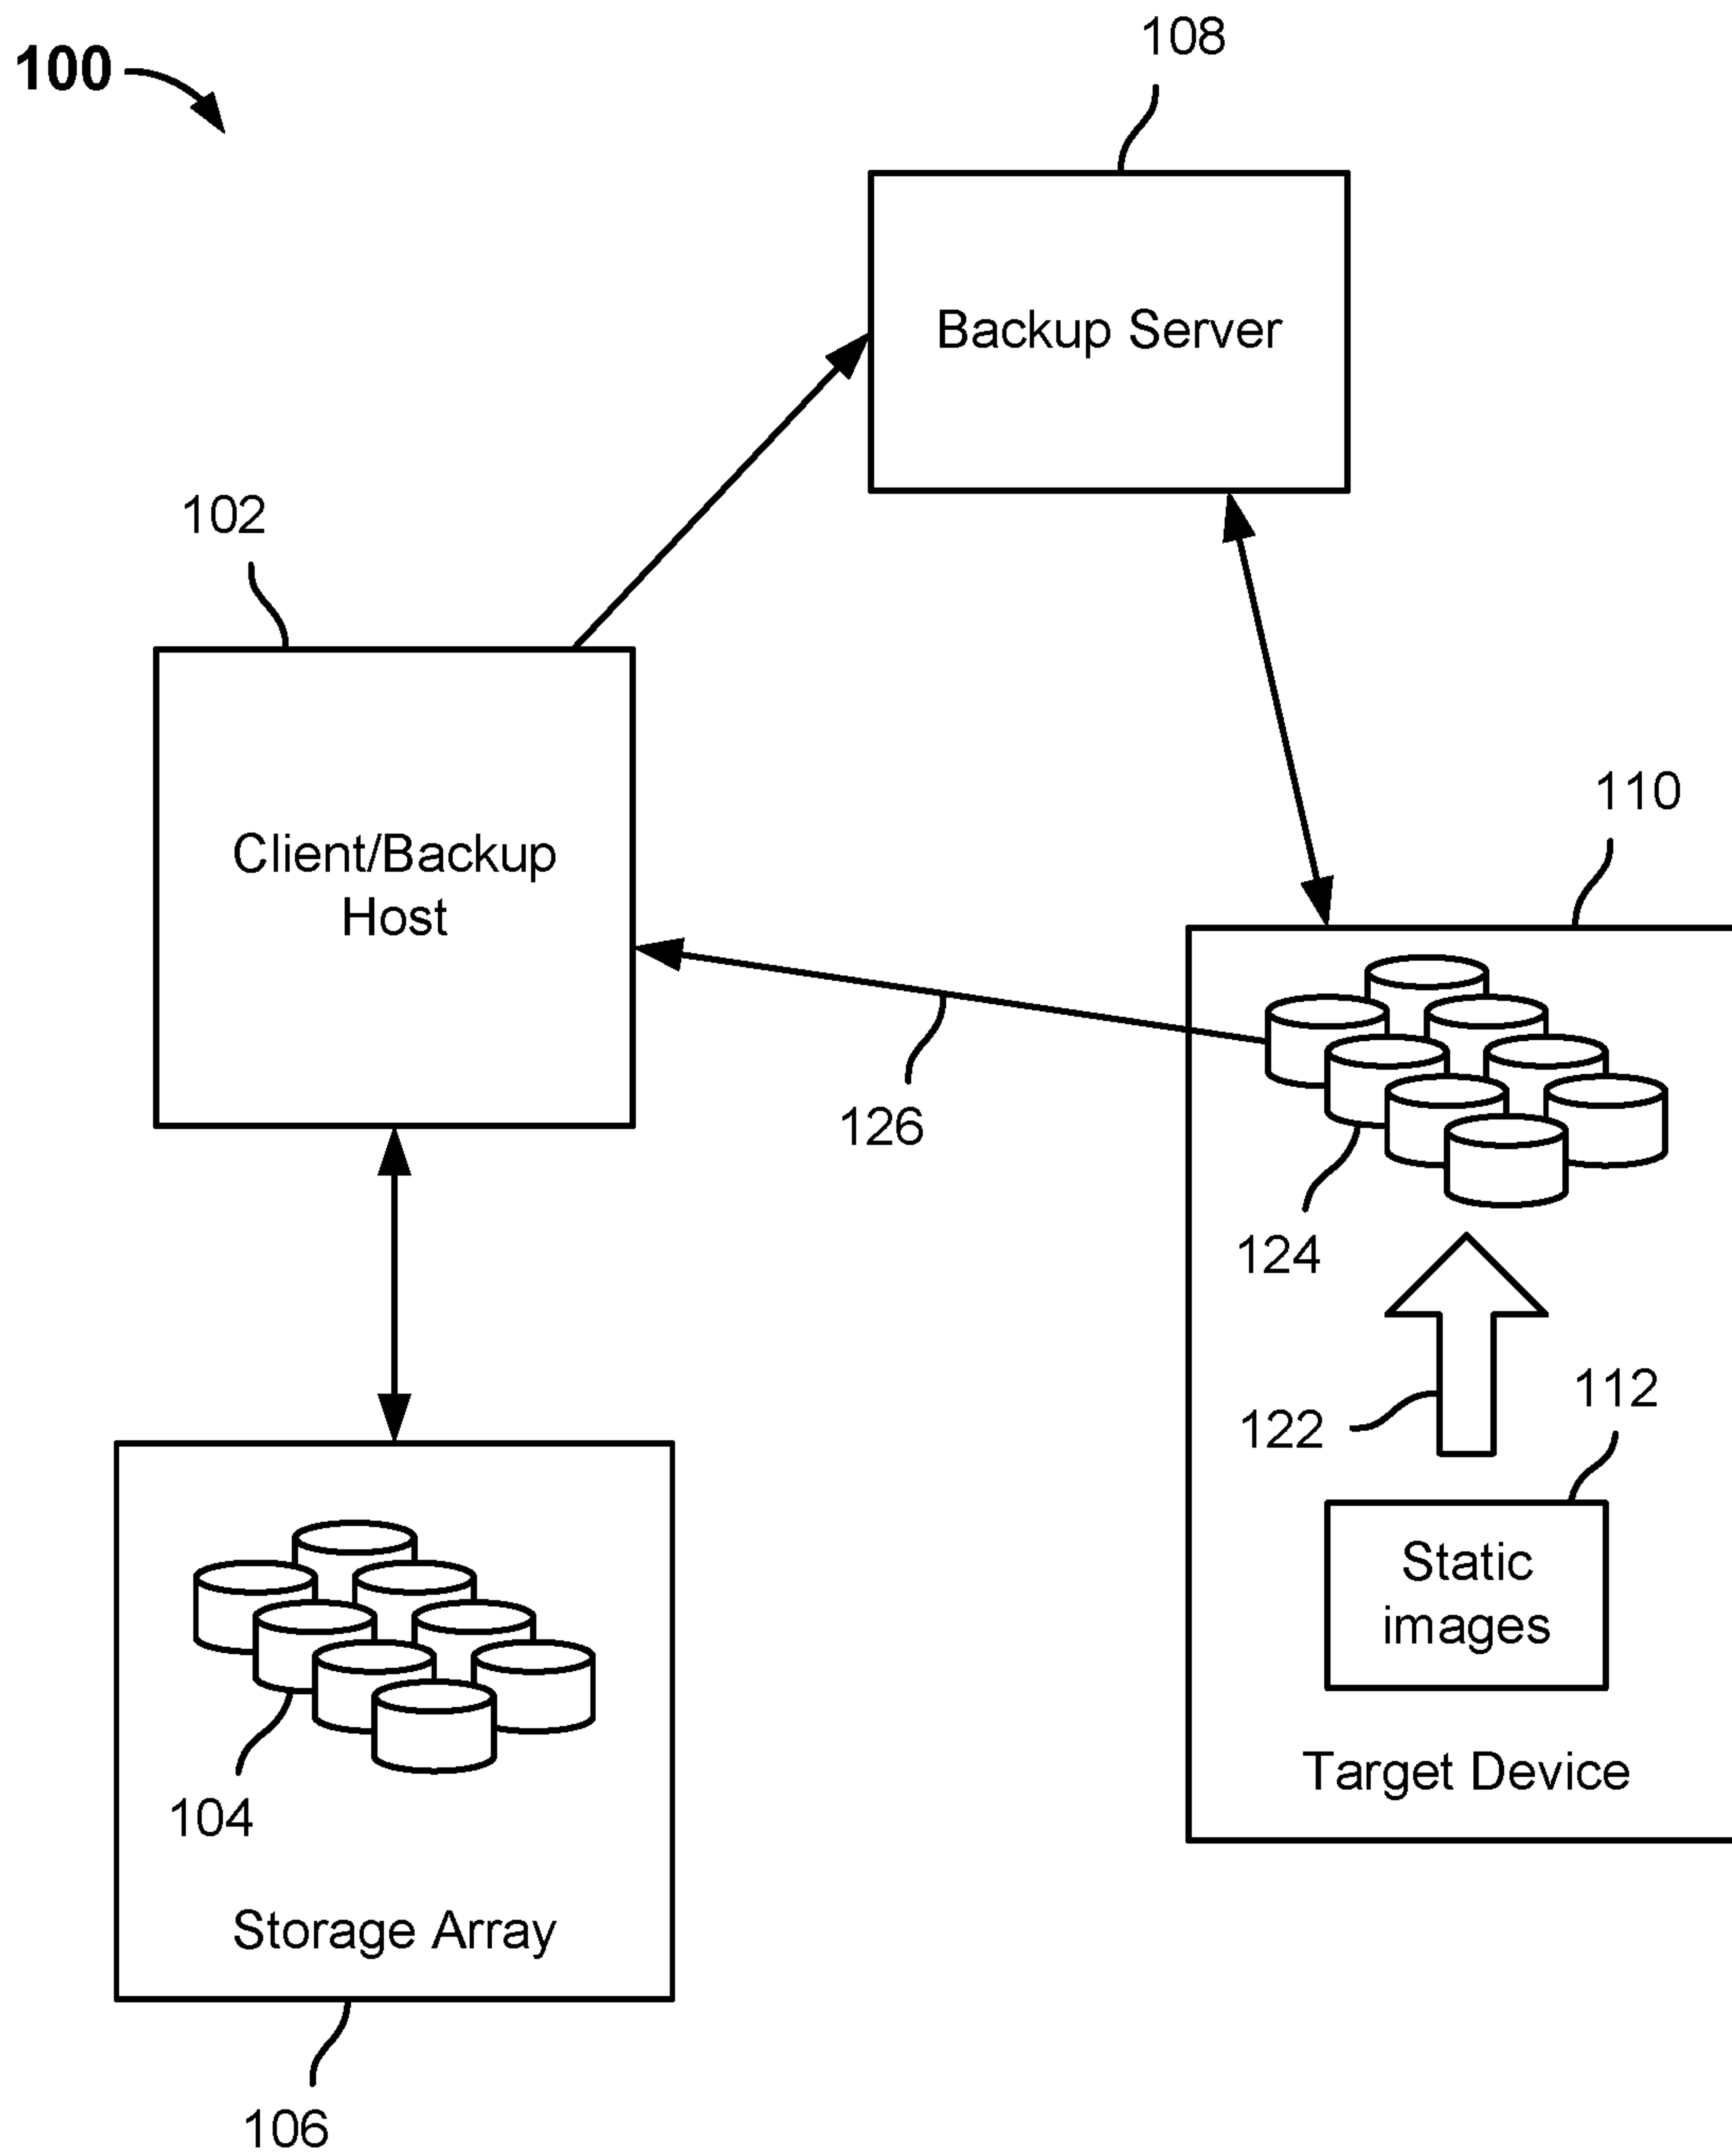 100
108
Backup Server
102
110
Client/Backup
Host
126
124
112
122
Static
images
Target Device
104
Storage Array
106